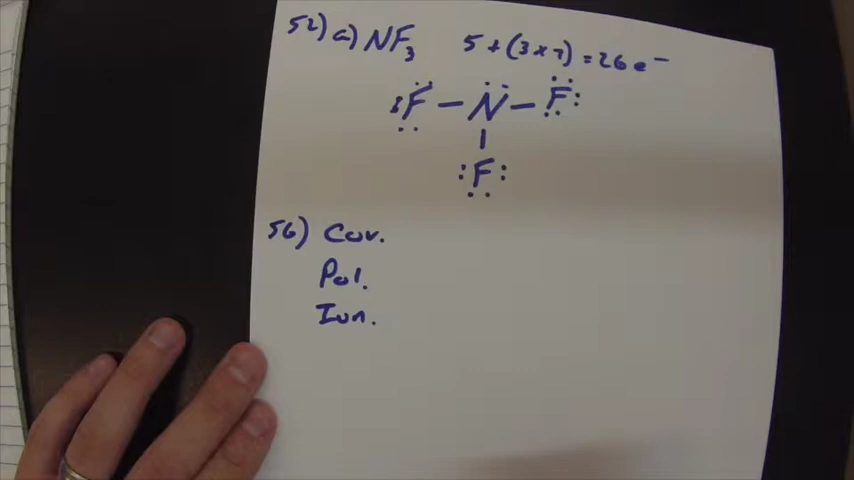 52) a) NF3 5 + (3 x 7) = 26 e−
:F — N — F:
|
:F:
56) Cov.
Pol.
Ion.